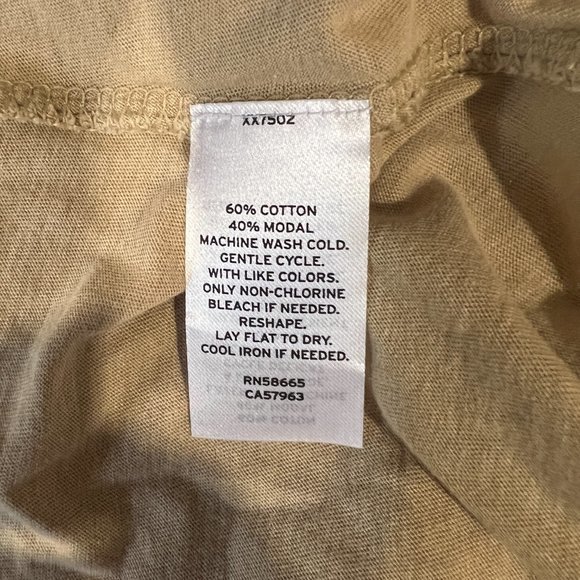 XX7502
60% COTTON
40% MODAL
MACHINE WASH COLD.
GENTLE CYCLE.
WITH LIKE COLORS.
ONLY NON-CHLORINE
BLEACH IF NEEDED.
RESHAPE.
LAY FLAT TO DRY.
COOL IRON IF NEEDED.
RN58665
CA57963